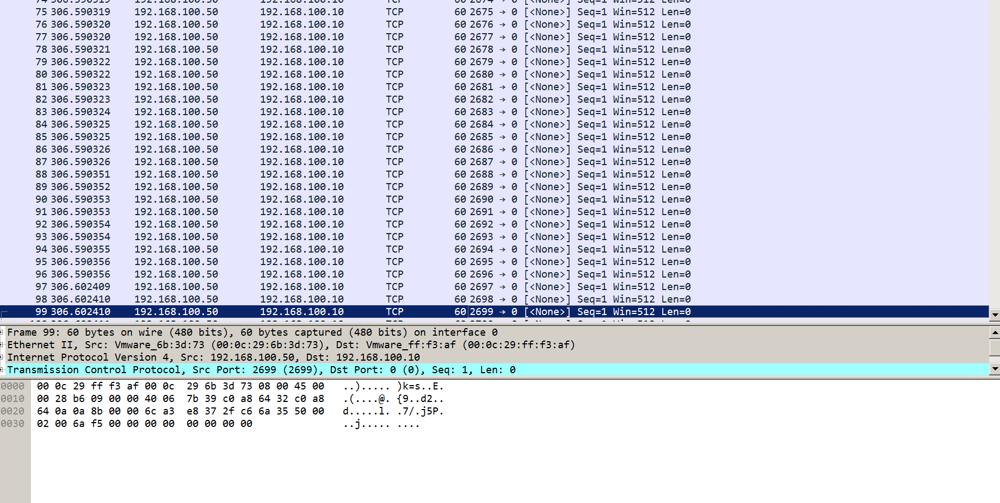 74 306.590319 192.168.100.50 192.168.100.10 TCP 60 2674 → 0 [<None>] Seq=1 Win=512 Len=0
75 306.590319 192.168.100.50 192.168.100.10 TCP 60 2675 → 0 [<None>] Seq=1 Win=512 Len=0
76 306.590320 192.168.100.50 192.168.100.10 TCP 60 2676 → 0 [<None>] Seq=1 Win=512 Len=0
77 306.590320 192.168.100.50 192.168.100.10 TCP 60 2677 → 0 [<None>] Seq=1 Win=512 Len=0
78 306.590321 192.168.100.50 192.168.100.10 TCP 60 2678 → 0 [<None>] Seq=1 Win=512 Len=0
79 306.590322 192.168.100.50 192.168.100.10 TCP 60 2679 → 0 [<None>] Seq=1 Win=512 Len=0
80 306.590322 192.168.100.50 192.168.100.10 TCP 60 2680 → 0 [<None>] Seq=1 Win=512 Len=0
81 306.590323 192.168.100.50 192.168.100.10 TCP 60 2681 → 0 [<None>] Seq=1 Win=512 Len=0
82 306.590323 192.168.100.50 192.168.100.10 TCP 60 2682 → 0 [<None>] Seq=1 Win=512 Len=0
83 306.590324 192.168.100.50 192.168.100.10 TCP 60 2683 → 0 [<None>] Seq=1 Win=512 Len=0
84 306.590325 192.168.100.50 192.168.100.10 TCP 60 2684 → 0 [<None>] Seq=1 Win=512 Len=0
85 306.590325 192.168.100.50 192.168.100.10 TCP 60 2685 → 0 [<None>] Seq=1 Win=512 Len=0
86 306.590326 192.168.100.50 192.168.100.10 TCP 60 2686 → 0 [<None>] Seq=1 Win=512 Len=0
87 306.590326 192.168.100.50 192.168.100.10 TCP 60 2687 → 0 [<None>] Seq=1 Win=512 Len=0
88 306.590351 192.168.100.50 192.168.100.10 TCP 60 2688 → 0 [<None>] Seq=1 Win=512 Len=0
89 306.590352 192.168.100.50 192.168.100.10 TCP 60 2689 → 0 [<None>] Seq=1 Win=512 Len=0
90 306.590353 192.168.100.50 192.168.100.10 TCP 60 2690 → 0 [<None>] Seq=1 Win=512 Len=0
91 306.590353 192.168.100.50 192.168.100.10 TCP 60 2691 → 0 [<None>] Seq=1 Win=512 Len=0
92 306.590354 192.168.100.50 192.168.100.10 TCP 60 2692 → 0 [<None>] Seq=1 Win=512 Len=0
93 306.590354 192.168.100.50 192.168.100.10 TCP 60 2693 → 0 [<None>] Seq=1 Win=512 Len=0
94 306.590355 192.168.100.50 192.168.100.10 TCP 60 2694 → 0 [<None>] Seq=1 Win=512 Len=0
95 306.590356 192.168.100.50 192.168.100.10 TCP 60 2695 → 0 [<None>] Seq=1 Win=512 Len=0
96 306.590356 192.168.100.50 192.168.100.10 TCP 60 2696 → 0 [<None>] Seq=1 Win=512 Len=0
97 306.602409 192.168.100.50 192.168.100.10 TCP 60 2697 → 0 [<None>] Seq=1 Win=512 Len=0
98 306.602410 192.168.100.50 192.168.100.10 TCP 60 2698 → 0 [<None>] Seq=1 Win=512 Len=0
99 306.602410 192.168.100.50 192.168.100.10 TCP 60 2699 → 0 [<None>] Seq=1 Win=512 Len=0
Frame 99: 60 bytes on wire (480 bits), 60 bytes captured (480 bits) on interface 0
Ethernet II, Src: Vmware_6b:3d:73 (00:0c:29:6b:3d:73), Dst: Vmware_ff:f3:af (00:0c:29:ff:f3:af)
Internet Protocol Version 4, Src: 192.168.100.50, Dst: 192.168.100.10
Transmission Control Protocol, Src Port: 2699 (2699), Dst Port: 0 (0), Seq: 1, Len: 0
0000 00 0c 29 ff f3 af 00 0c 29 6b 3d 73 08 00 45 00 ..)..... )k=s..E.
0010 00 28 b6 09 00 00 40 06 7b 39 c0 a8 64 32 c0 a8 .(....@. {9..d2..
0020 64 0a 0a 8b 00 00 6c a3 e8 37 2f c6 6a 35 50 00 d.....l. .7/.j5P.
0030 02 00 6a f5 00 00 00 00 00 00 00 00 ..j..... ....